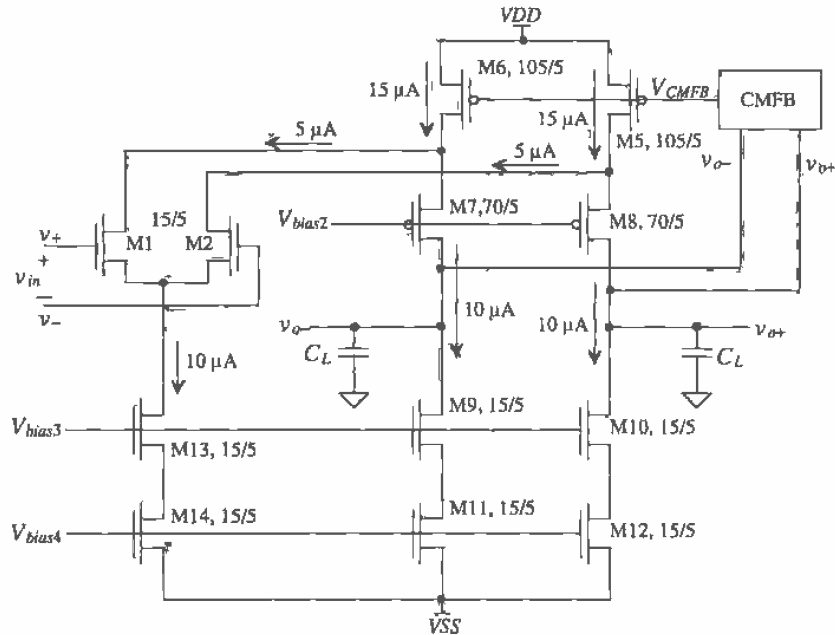 VDD
M6, 105/5
15 µA
V_CMFB
CMFB
15 µA
5 µA
M5, 105/5
v_o-
v_o+
5 µA
M7,70/5
15/5
V_bias2
M8, 70/5
v+
M1
M2
+
v_in
−
v−
10 µA
10 µA
v_o-
v_o+
C_L
C_L
10 µA
M9, 15/5
V_bias3
M10, 15/5
M13, 15/5
M14, 15/5
M11, 15/5
V_bias4
M12, 15/5
VSS